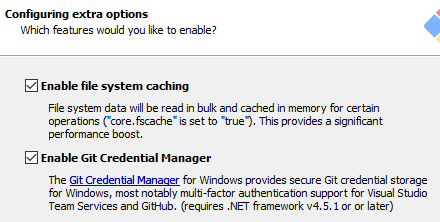 Configuring extra options
Which features would you like to enable?
Enable file system caching
File system data will be read in bulk and cached in memory for certain
operations ("core.fscache" is set to "true"). This provides a significant
performance boost.
Enable Git Credential Manager
The Git Credential Manager for Windows provides secure Git credential storage
for Windows, most notably multi-factor authentication support for Visual Studio
Team Services and GitHub. (requires .NET framework v4.5.1 or or later)